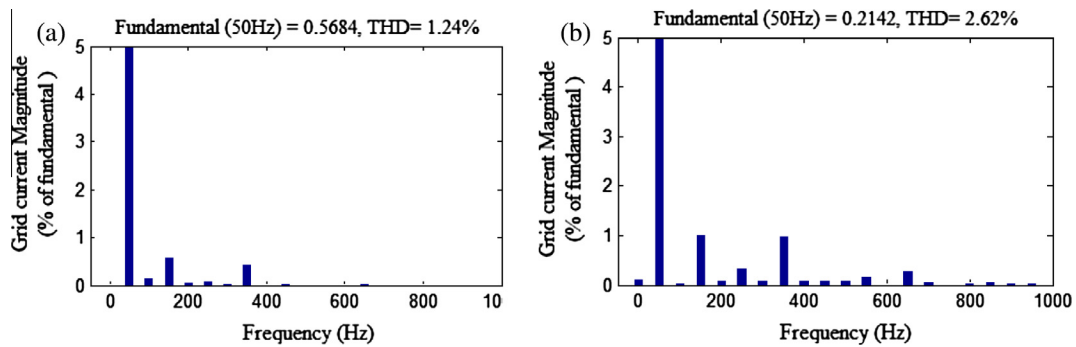 (a)
Fundamental (50Hz) = 0.5684, THD= 1.24%
Grid current Magnitude
(% of fundamental )
5
4
3
2
1
0
0
200
400
600
800
10
Frequency (Hz)
(b)
Fundamental (50Hz) = 0.2142, THD= 2.62%
Grid current Magnitude
(% of fundamental)
5
4
3
2
1
0
0
200
400
600
800
1000
Frequency (Hz)